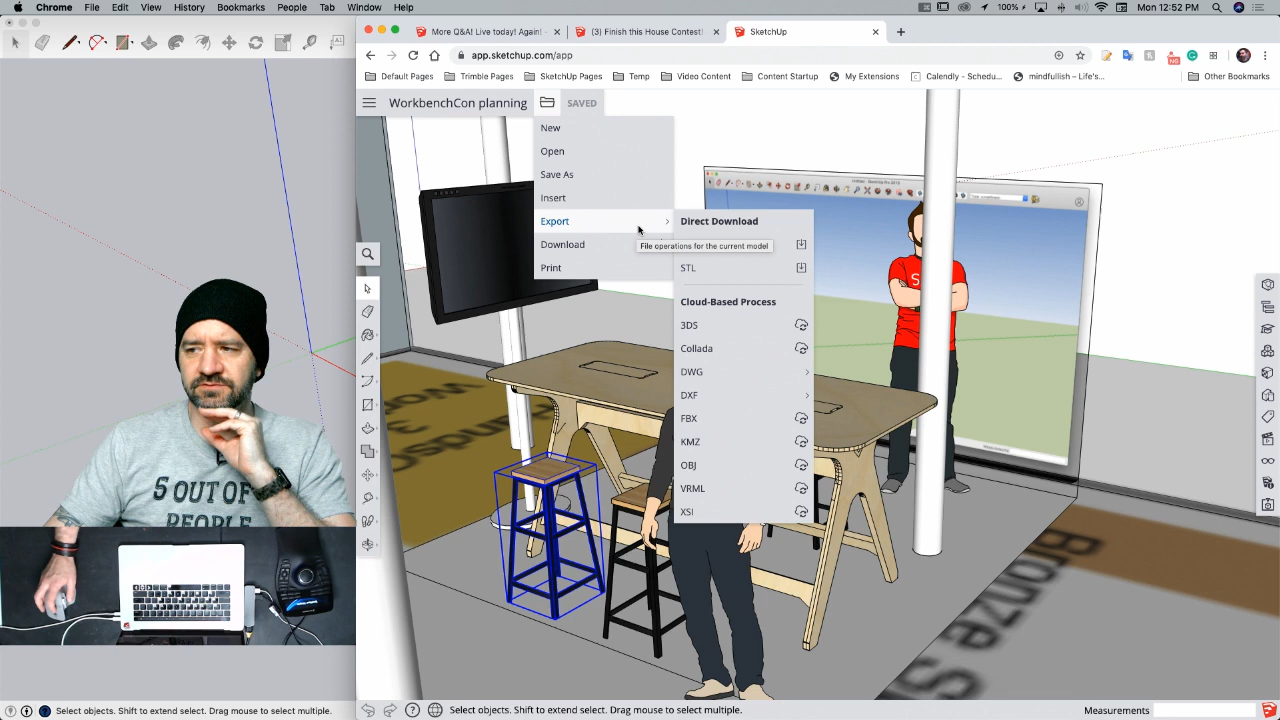 Chrome File Edit View History Bookmarks People Tab Window Help
100% Mon 12:52 PM
More Q&A! Live today! Again! -
(3) Finish this House Contest!
SketchUp
app.sketchup.com/app
NG
Default Pages
Trimble Pages
SketchUp Pages
Temp
Video Content
Content Startup
My Extensions
Calendly - Schedu...
mindfullish – Life's...
Other Bookmarks
WorkbenchCon planning
SAVED
New
Open
Save As
Insert
Export
Download
Print
Direct Download
File operations for the current model
STL
Cloud-Based Process
3DS
Collada
DWG
DXF
FBX
KMZ
OBJ
VRML
XSI
S
5 OUT OF
PEOPLE
Bronze
Select objects. Shift to extend select. Drag mouse to select multiple.
Select objects. Shift to extend select. Drag mouse to select multiple.
Measurements